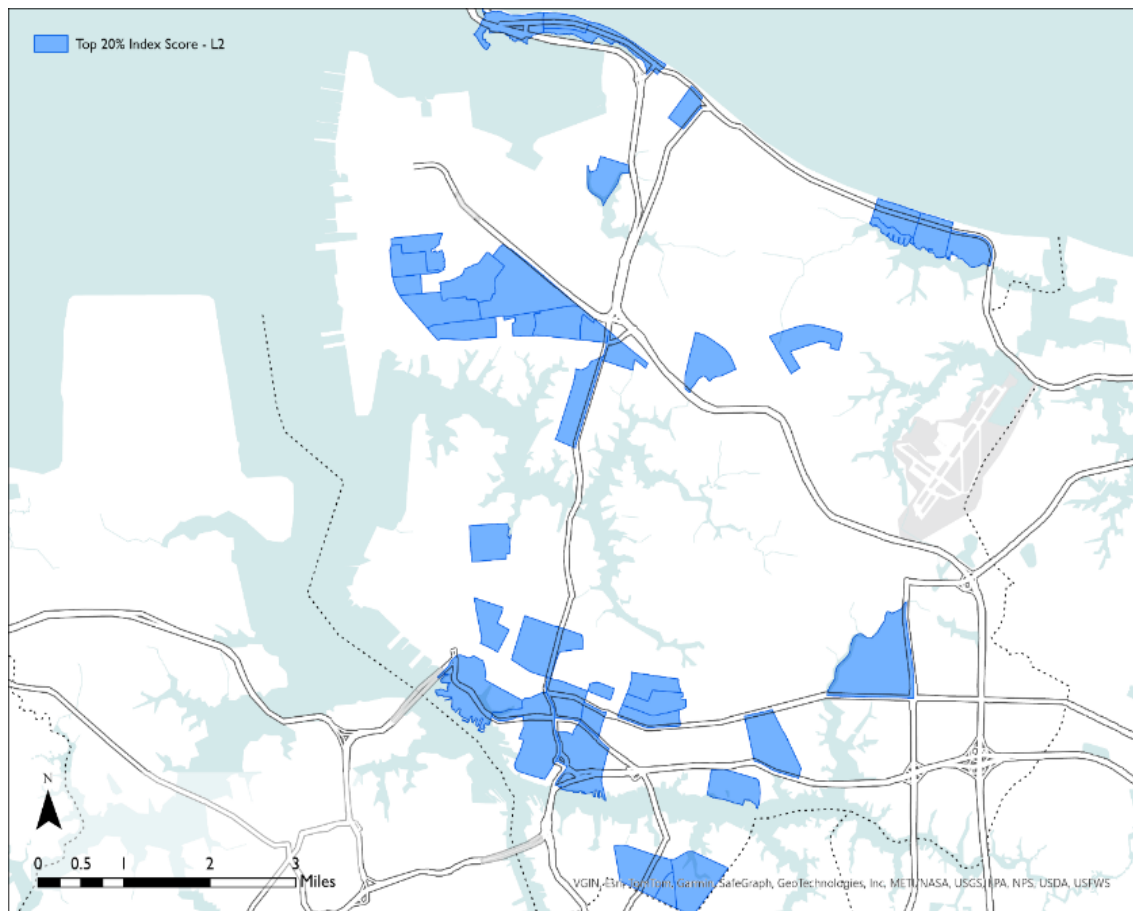 Top 20% Index Score - L2
N
0 0.5 1 2 3
Miles
VGIN, Esri, Garmin, SafeGraph, GeoTechnologies, Inc, METI/NASA, USGS, EPA, NPS, USDA, USFWS